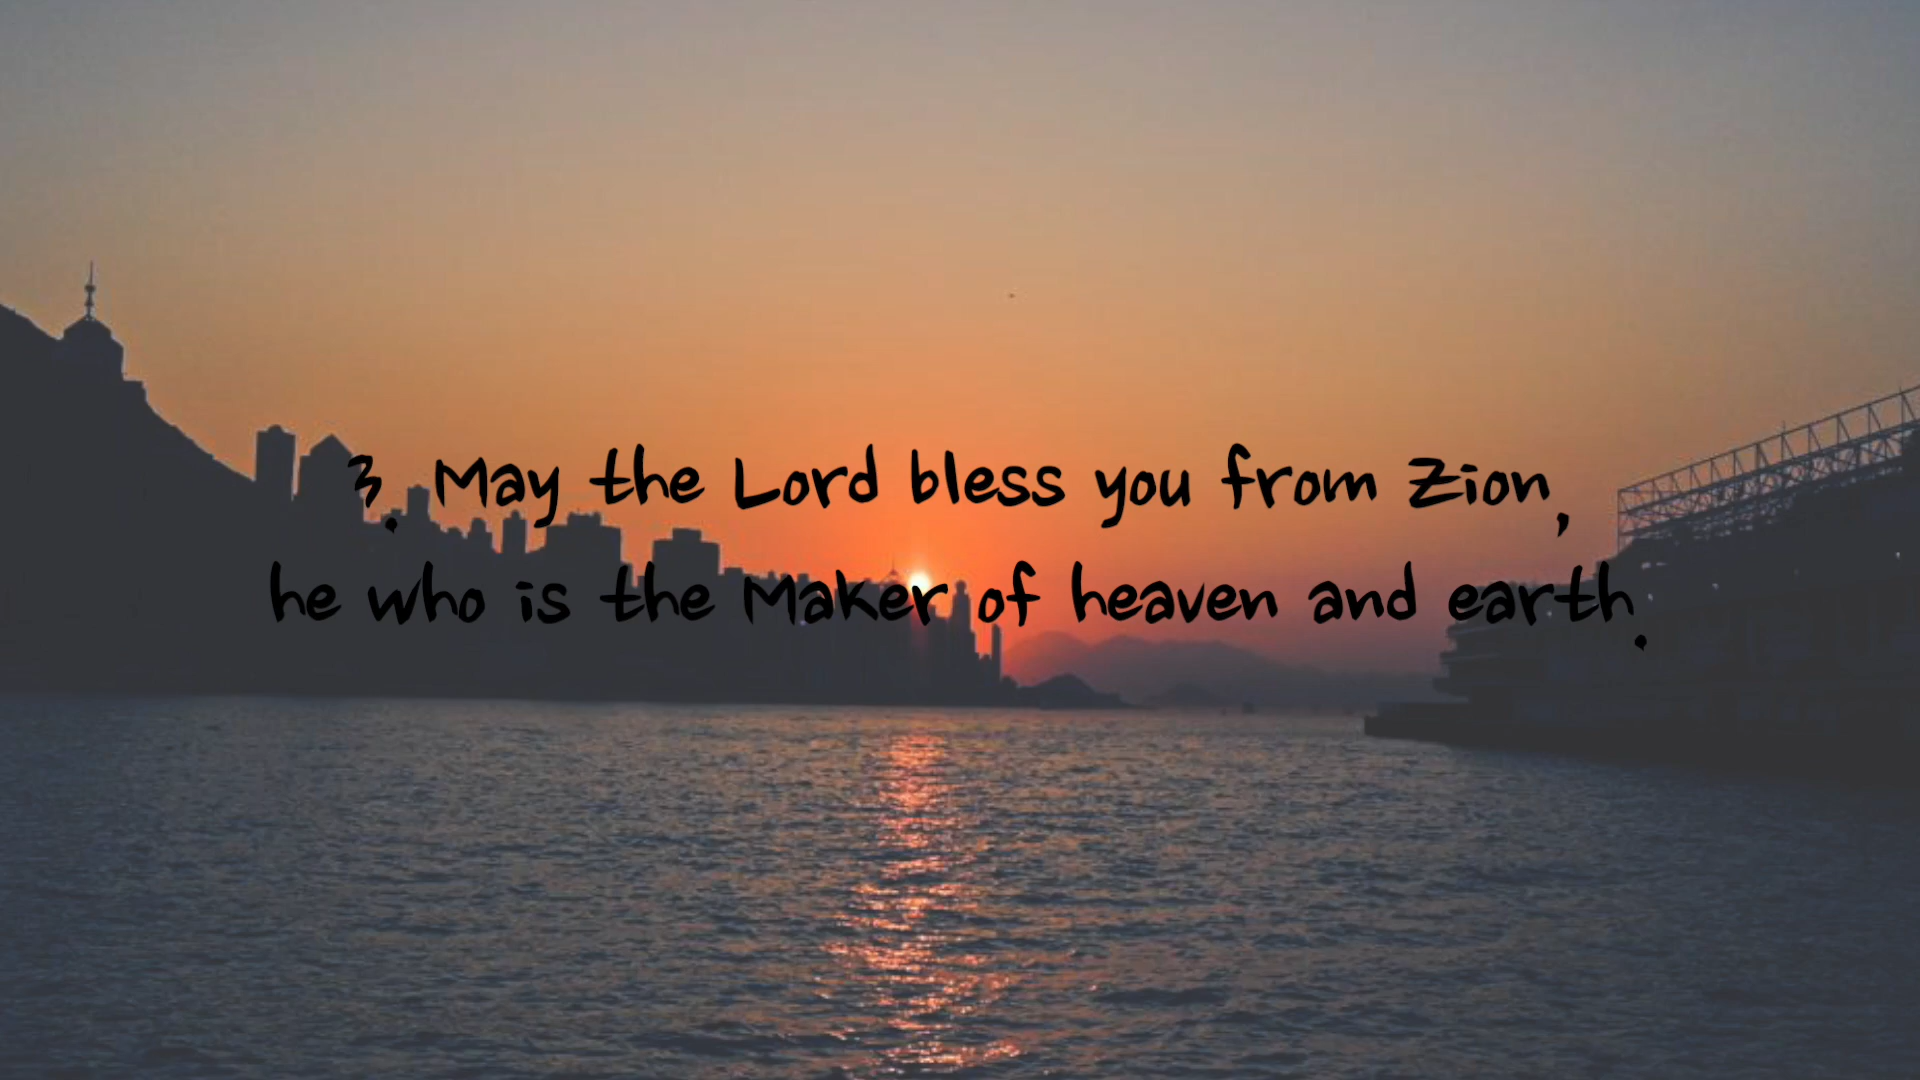 3. May the Lord bless you from Zion,
he who is the Maker of heaven and earth.